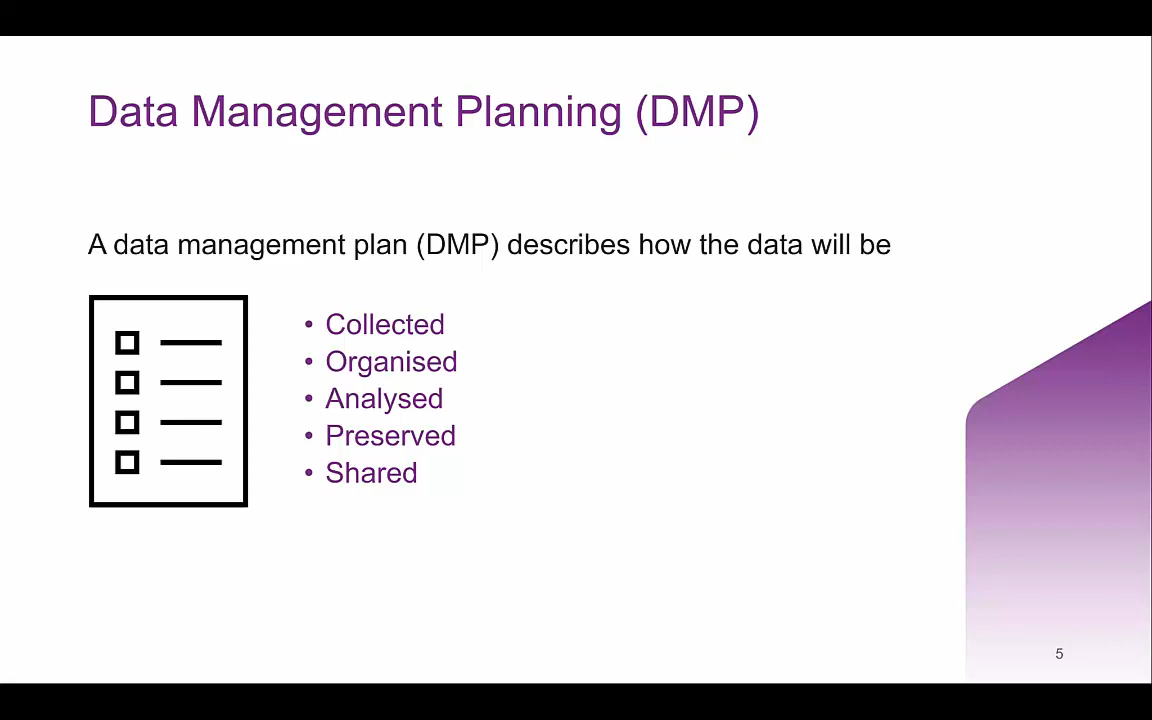 Data Management Planning (DMP)
A data management plan (DMP) describes how the data will be
• Collected
• Organised
• Analysed
• Preserved
• Shared
5